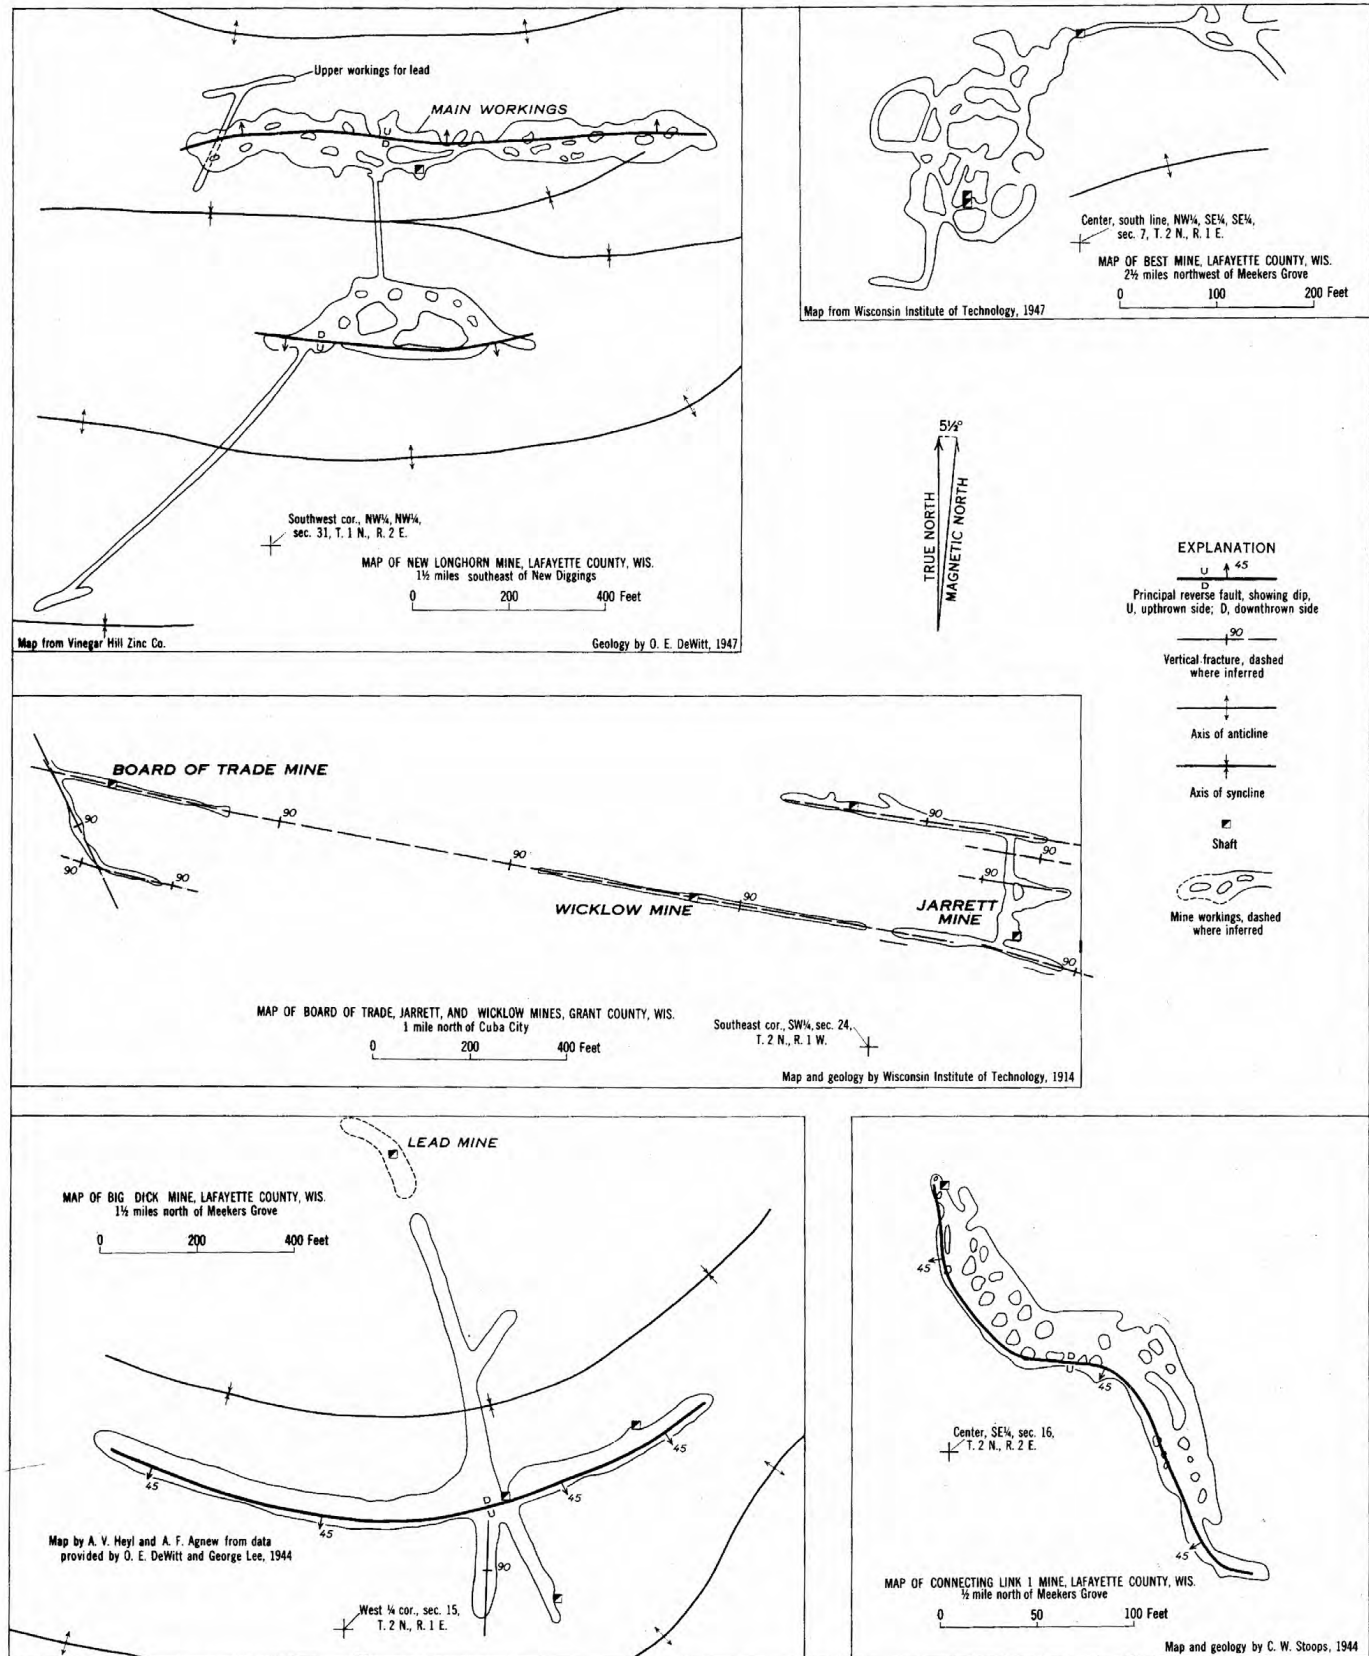 Upper workings for lead
MAIN WORKINGS
U
D
D
U
Southwest cor., NW¼, NW¼,
sec. 31, T. 1 N., R. 2 E.
MAP OF NEW LONGHORN MINE, LAFAYETTE COUNTY, WIS.
1½ miles southeast of New Diggings
0 200 400 Feet
Map from Vinegar Hill Zinc Co.
Geology by O. E. DeWitt, 1947
Center, south line, NW¼, SE¼, SE¼,
sec. 7, T. 2 N., R. 1 E.
MAP OF BEST MINE, LAFAYETTE COUNTY, WIS.
2½ miles northwest of Meekers Grove
0 100 200 Feet
Map from Wisconsin Institute of Technology, 1947
5½°
TRUE NORTH
MAGNETIC NORTH
EXPLANATION
U 45
D
Principal reverse fault, showing dip,
U, upthrown side; D, downthrown side
90
Vertical fracture, dashed
where inferred
Axis of anticline
Axis of syncline
Shaft
Mine workings, dashed
where inferred
BOARD OF TRADE MINE
90
90
90
90
90
WICKLOW MINE
90
90
90
90
JARRETT
MINE
90
MAP OF BOARD OF TRADE, JARRETT, AND WICKLOW MINES, GRANT COUNTY, WIS.
1 mile north of Cuba City
0 200 400 Feet
Southeast cor., SW¼, sec. 24,
T. 2 N., R. 1 W.
Map and geology by Wisconsin Institute of Technology, 1914
LEAD MINE
MAP OF BIG DICK MINE, LAFAYETTE COUNTY, WIS.
1½ miles north of Meekers Grove
0 200 400 Feet
45
45
45
45
D
U
90
Map by A. V. Heyl and A. F. Agnew from data
provided by O. E. DeWitt and George Lee, 1944
West ¼ cor., sec. 15,
T. 2 N., R. 1 E.
45
D
U
45
45
Center, SE¼, sec. 16,
T. 2 N., R. 2 E.
MAP OF CONNECTING LINK 1 MINE, LAFAYETTE COUNTY, WIS.
½ mile north of Meekers Grove
0 50 100 Feet
Map and geology by C. W. Stoops, 1944